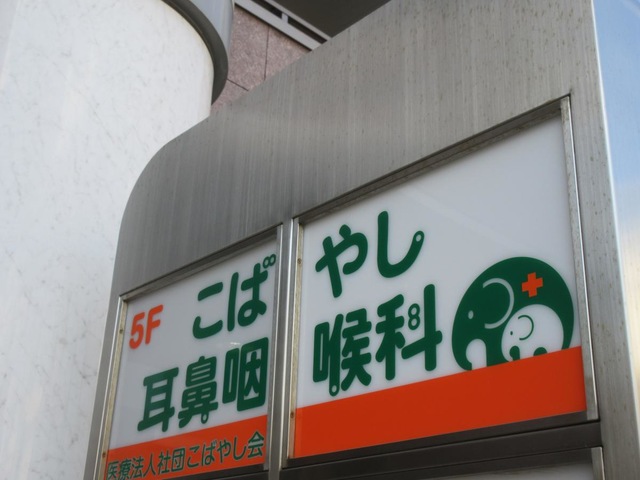 5F こばやし
耳鼻咽喉科
医療法人社団こばやし会